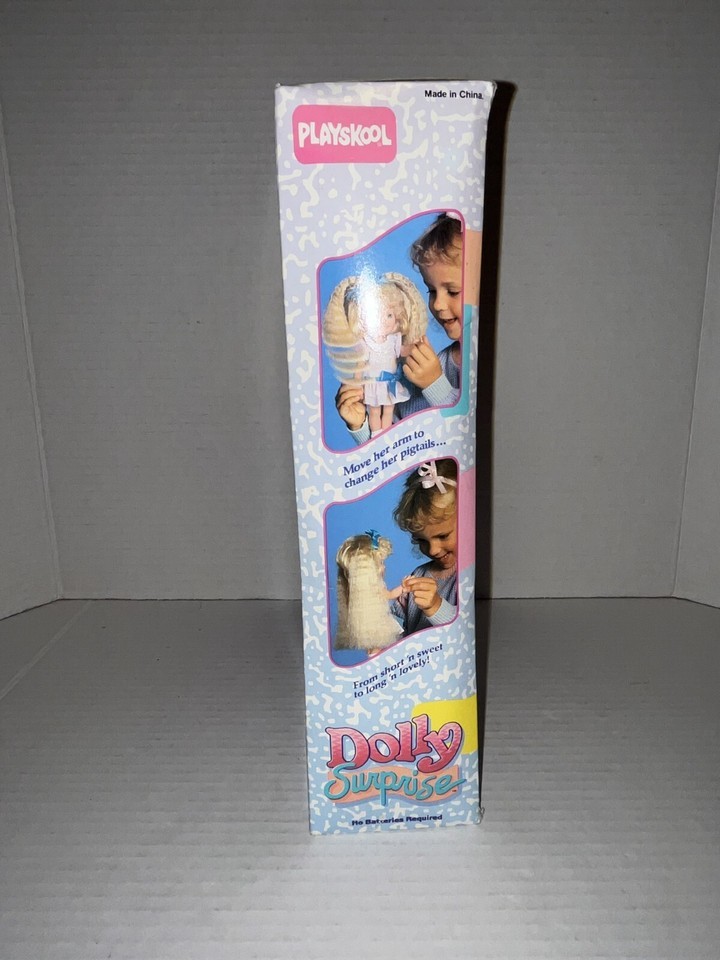 Made in China.
PLAYSKOOL
Move her arm to
change her pigtails...
From short 'n sweet
to long 'n lovely!
Dolly
Surprise
No Batteries Required